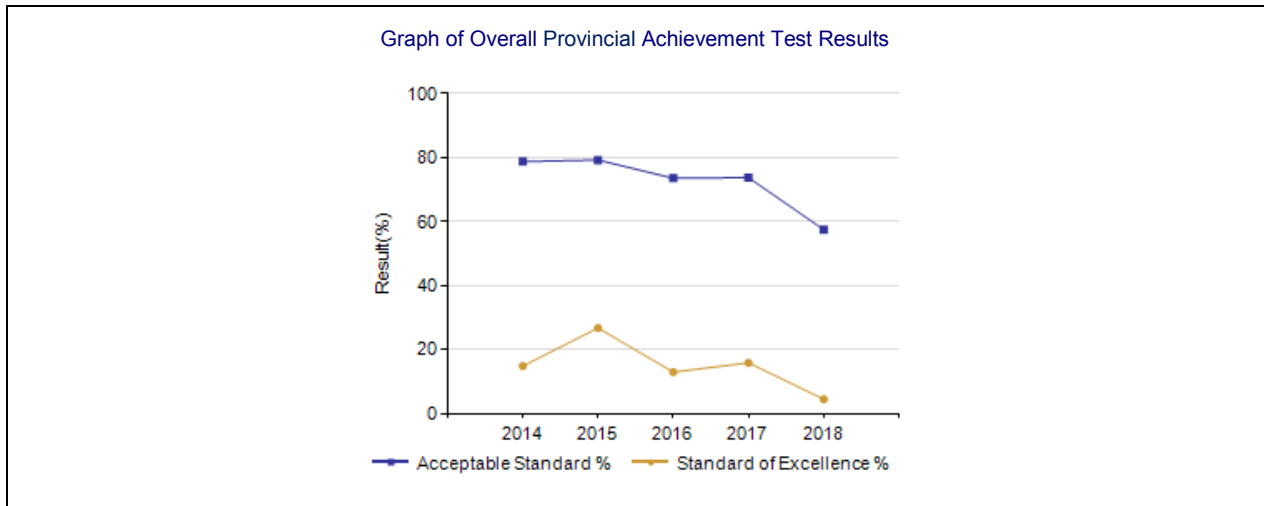 Graph of Overall Provincial Achievement Test Results
100
80
60
40
20
0
Result(%)
2014 2015 2016 2017 2018
Acceptable Standard % Standard of Excellence %